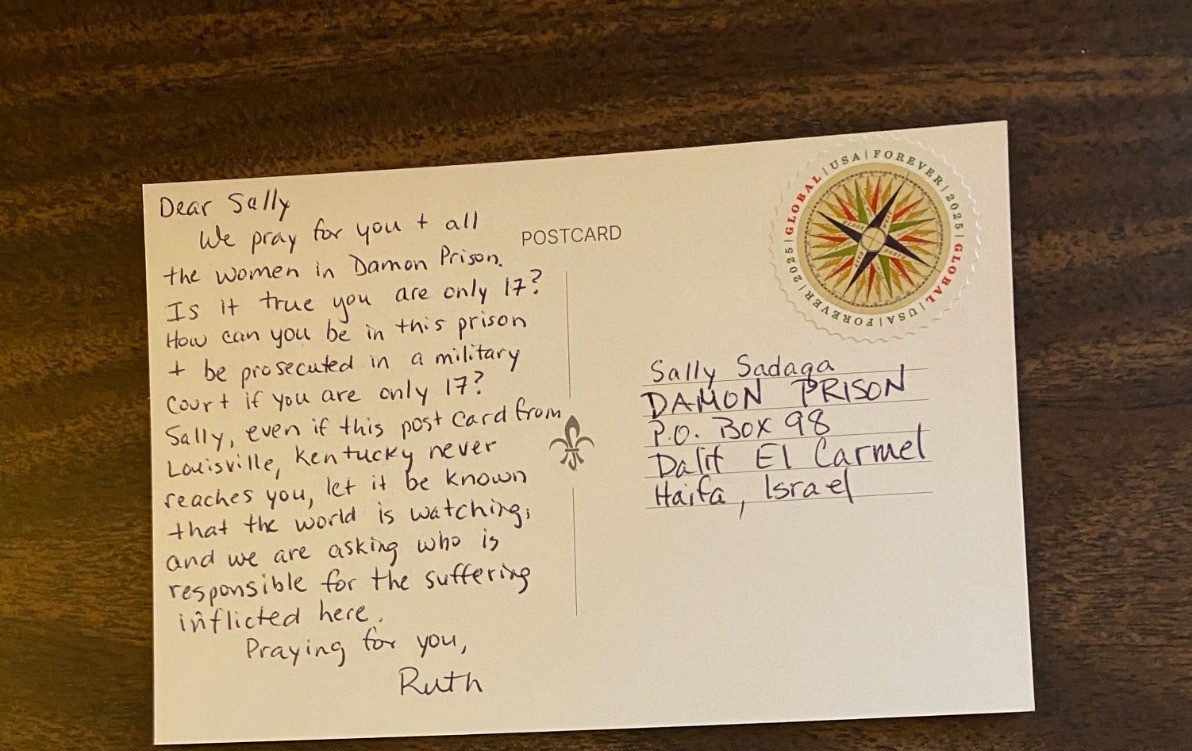 Dear Sally
We pray for you + all
the women in Damon Prison.
Is it true you are only 17?
How can you be in this prison
+ be prosecuted in a military
Court if you are only 17?
Sally, even if this post card from
Louisville, Kentucky never
reaches you, let it be known
that the world is watching,
and we are asking who is
responsible for the suffering
inflicted here.
Praying for you,
Ruth
POSTCARD
GLOBAL | USA | FOREVER | 2025 | GLOBAL | USA | FOREVER | 2025 |
Sally Sadaqa
DAMON PRISON
P.O. Box 98
Dalit El Carmel
Haifa, Israel